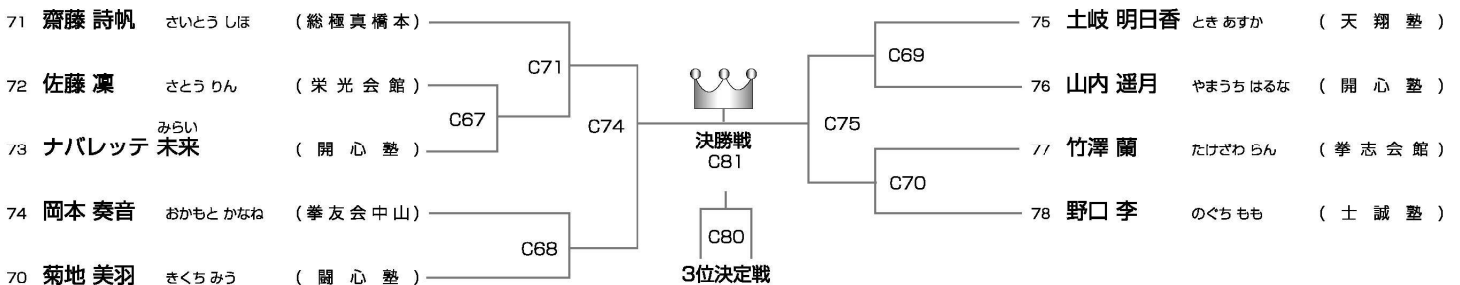 71 齋藤 詩帆 さいとう しほ (総極真橋本)
72 佐藤 凜 さとう りん (栄光会館)
みらい
73 ナバレッテ 未来 (開心塾)
74 岡本 奏音 おかもと かなね (拳友会中山)
70 菊地 美羽 きくち みう (闘心塾)
C71
C67
C74
C68
決勝戦
C81
C80
3位決定戦
C75
C69
C70
75 土岐 明日香 とき あすか (天翔塾)
76 山内 遥月 やまうち はるな (開心塾)
77 竹澤 蘭 たけざわ らん (拳志会館)
78 野口 李 のぐち もも (士誠塾)